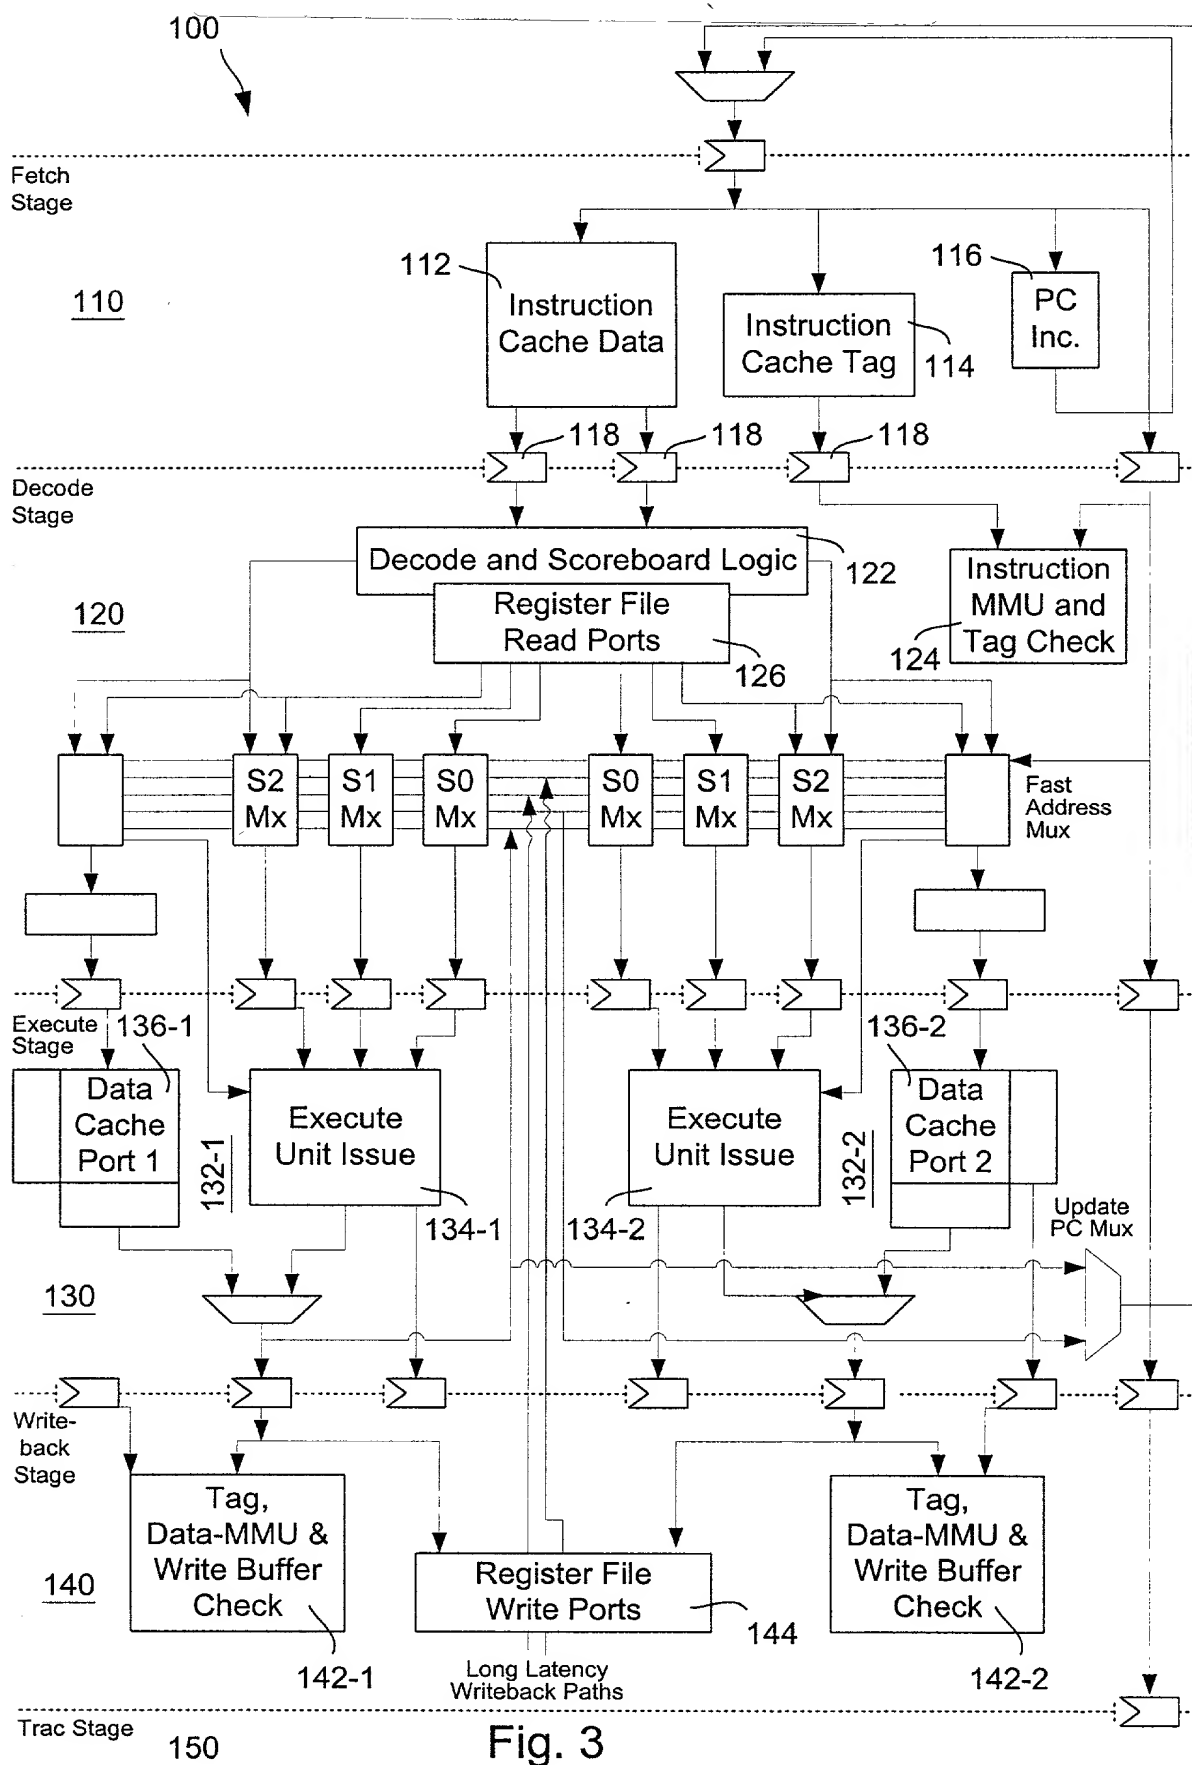 100
Fetch
Stage
112
116
110
Instruction
Cache Data
Instruction
Cache Tag
114
PC
Inc.
118
118
118
Decode
Stage
Decode and Scoreboard Logic
122
120
Register File
Read Ports
126
Instruction
MMU and
Tag Check
124
S2
Mx
S1
Mx
S0
Mx
S0
Mx
S1
Mx
S2
Mx
Fast
Address
Mux
Execute
Stage
136-1
136-2
Data
Cache
Port 1
132-1
Execute
Unit Issue
134-1
Execute
Unit Issue
134-2
132-2
Data
Cache
Port 2
Update
PC Mux
130
Write-
back
Stage
Tag,
Data-MMU &
Write Buffer
Check
142-1
140
Register File
Write Ports
144
Tag,
Data-MMU &
Write Buffer
Check
142-2
Long Latency
Writeback Paths
Trac Stage
150
Fig. 3